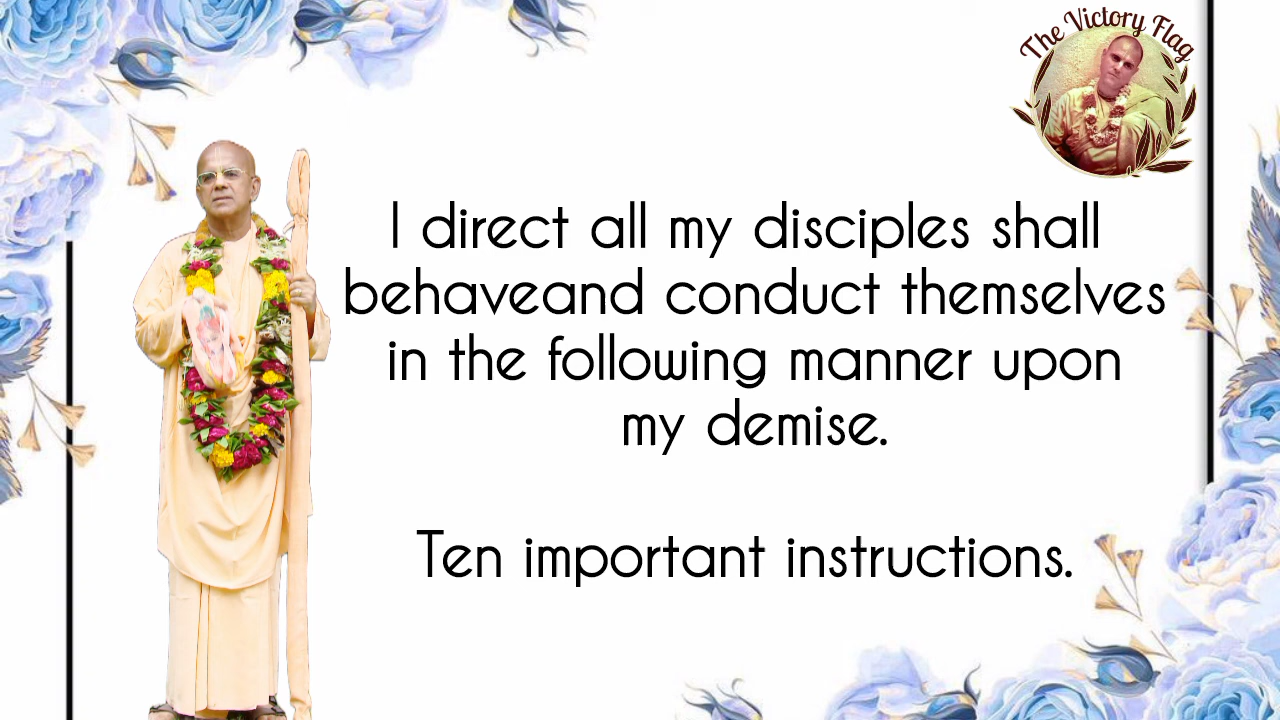 The Victory Flag
I direct all my disciples shall
behaveand conduct themselves
in the following manner upon
my demise.
Ten important instructions.